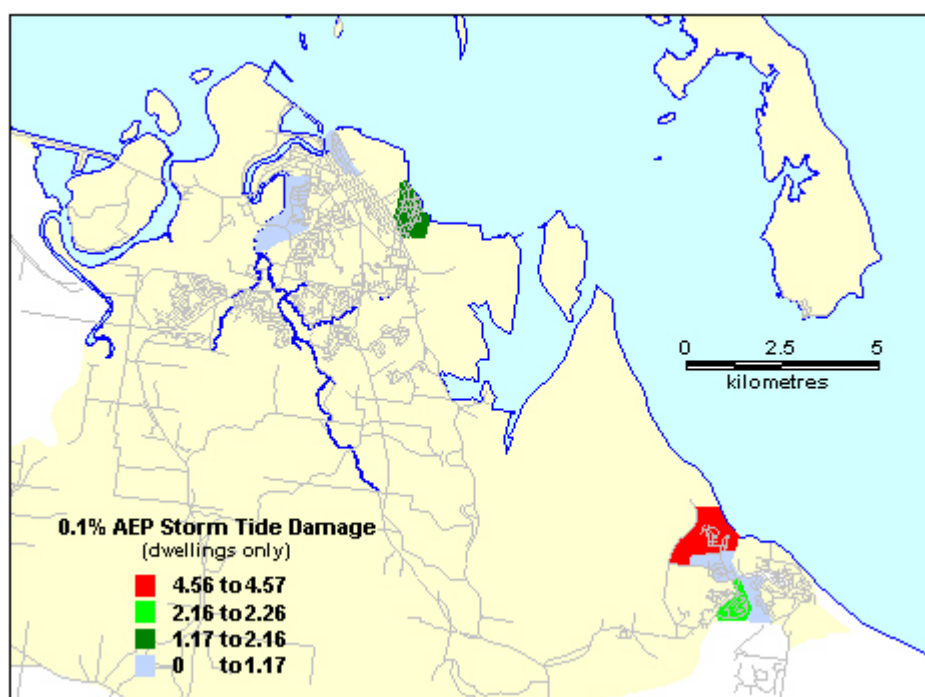 0 2.5 5
kilometres
0.1% AEP Storm Tide Damage
(dwellings only)
4.56 to 4.57
2.16 to 2.26
1.17 to 2.16
0 to 1.17